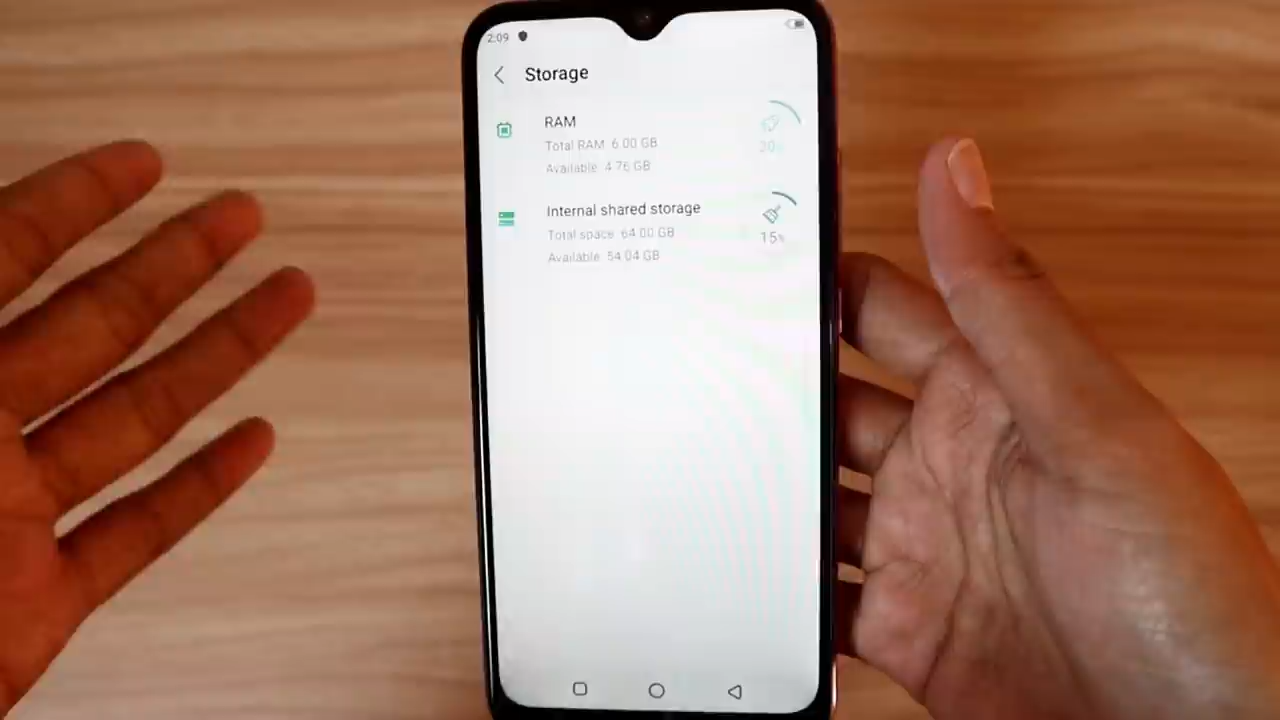 2:09
Storage
RAM
Total RAM: 6.00 GB
Available: 4.76 GB
20%
Internal shared storage
Total space: 64.00 GB
Available: 54.04 GB
15%